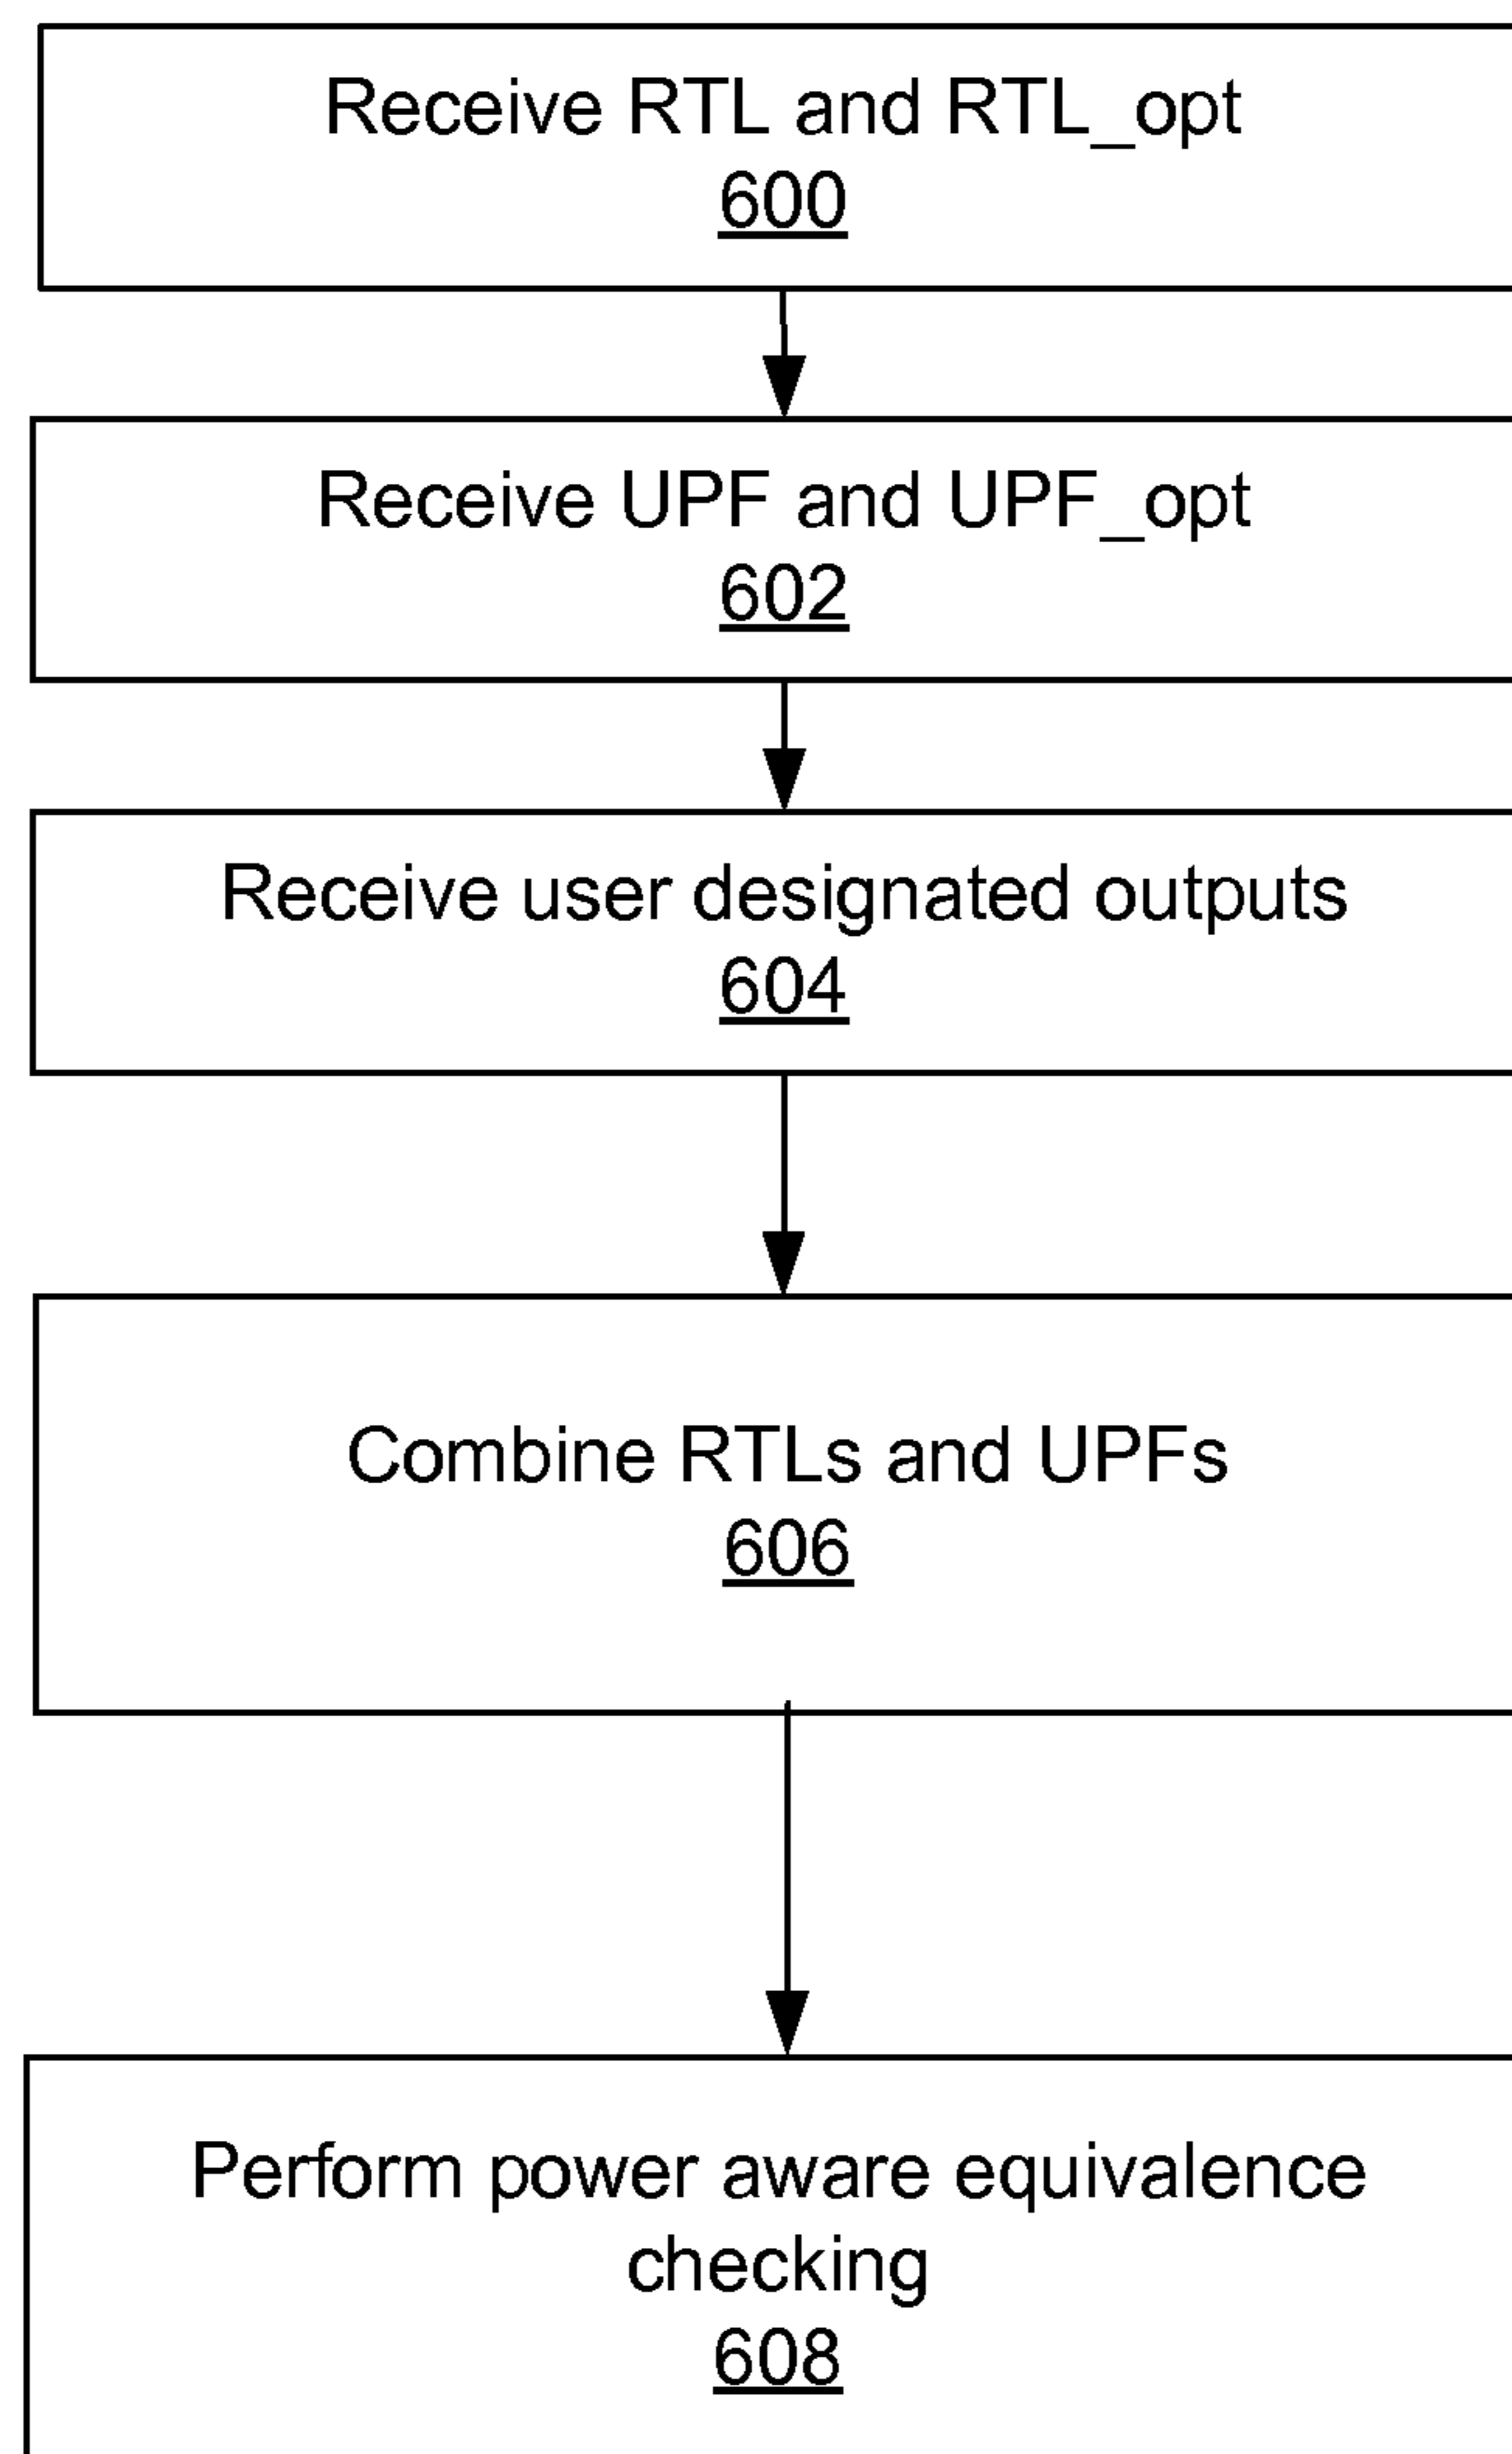 Receive RTL and RTL_opt
600
Receive UPF and UPF_opt
602
Receive user designated outputs
604
Combine RTLs and UPFs
606
Perform power aware equivalence
checking
608